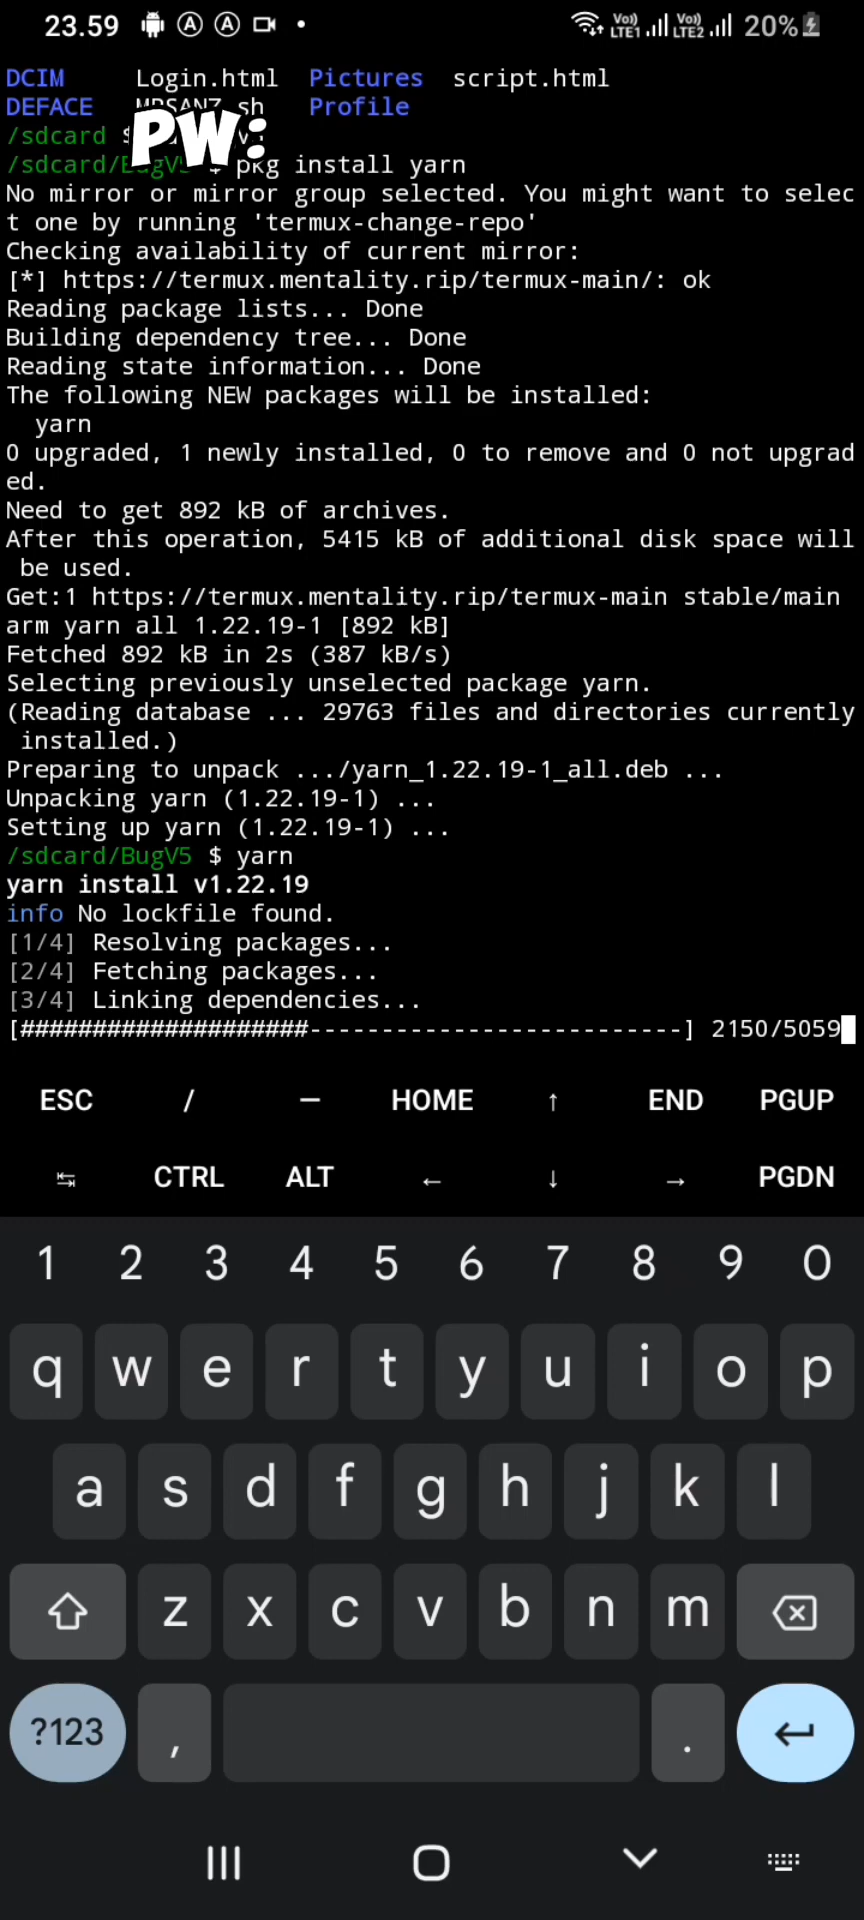 23.59 20%
Vo)) LTE1 Vo)) LTE2
DCIM Login.html Pictures script.html
DEFACE MRSANZ.sh Profile
/sdcard $
PW:
/sdcard/BugV5 $ pkg install yarn
No mirror or mirror group selected. You might want to selec
t one by running 'termux-change-repo'
Checking availability of current mirror:
[*] https://termux.mentality.rip/termux-main/: ok
Reading package lists... Done
Building dependency tree... Done
Reading state information... Done
The following NEW packages will be installed:
yarn
0 upgraded, 1 newly installed, 0 to remove and 0 not upgrad
ed.
Need to get 892 kB of archives.
After this operation, 5415 kB of additional disk space will
be used.
Get:1 https://termux.mentality.rip/termux-main stable/main
arm yarn all 1.22.19-1 [892 kB]
Fetched 892 kB in 2s (387 kB/s)
Selecting previously unselected package yarn.
(Reading database ... 29763 files and directories currently
installed.)
Preparing to unpack .../yarn_1.22.19-1_all.deb ...
Unpacking yarn (1.22.19-1) ...
Setting up yarn (1.22.19-1) ...
/sdcard/BugV5 $ yarn
yarn install v1.22.19
info No lockfile found.
[1/4] Resolving packages...
[2/4] Fetching packages...
[3/4] Linking dependencies...
[####################--------------------------] 2150/5059
ESC / — HOME ↑ END PGUP
↹ CTRL ALT ← ↓ → PGDN
1 2 3 4 5 6 7 8 9 0
q w e r t y u i o p
a s d f g h j k l
z x c v b n m
?123 , .